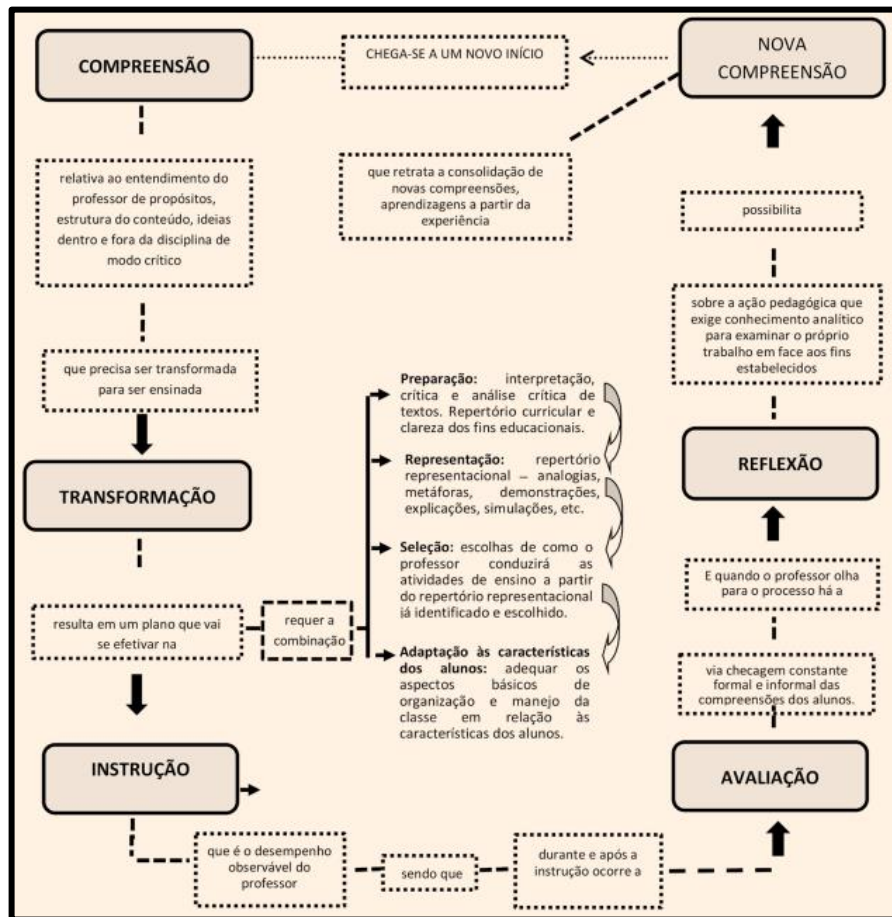 COMPREENSÃO
CHEGA-SE A UM NOVO INÍCIO
NOVA
COMPREENSÃO
relativa ao entendimento do
professor de propósitos,
estrutura do conteúdo, ideias
dentro e fora da disciplina de
modo crítico
que retrata a consolidação de
novas compreensões,
aprendizagens a partir da
experiência
possibilita
que precisa ser transformada
para ser ensinada
sobre a ação pedagógica que
exige conhecimento analítico
para examinar o próprio
trabalho em face aos fins
estabelecidos
TRANSFORMAÇÃO
Preparação: interpretação,
crítica e análise crítica de
textos. Repertório curricular e
clareza dos fins educacionais.
Representação: repertório
representacional – analogias,
metáforas, demonstrações,
explicações, simulações, etc.
Seleção: escolhas de como o
professor conduzirá as
atividades de ensino a partir
do repertório representacional
já identificado e escolhido.
Adaptação às características
dos alunos: adequar os
aspectos básicos de
organização e manejo da
classe em relação às
características dos alunos.
REFLEXÃO
resulta em um plano que vai
se efetivar na
requer a
combinação
E quando o professor olha
para o processo há a
via checagem constante
formal e informal das
compreensões dos alunos.
INSTRUÇÃO
AVALIAÇÃO
que é o desempenho
observável do
professor
sendo que
durante e após a
instrução ocorre a